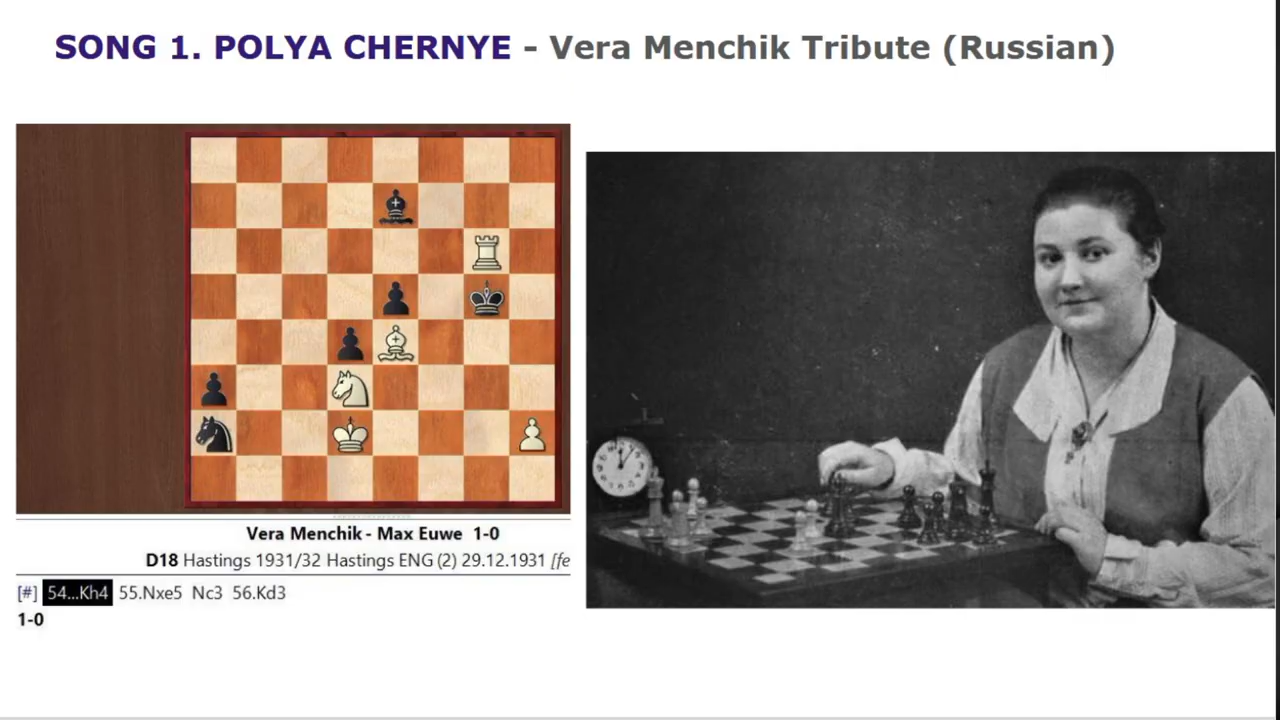 SONG 1. POLYA CHERNYE - Vera Menchik Tribute (Russian)
Vera Menchik - Max Euwe 1-0
D18 Hastings 1931/32 Hastings ENG (2) 29.12.1931 [fe
[#] 54...Kh4 55.Nxe5 Nc3 56.Kd3
1-0